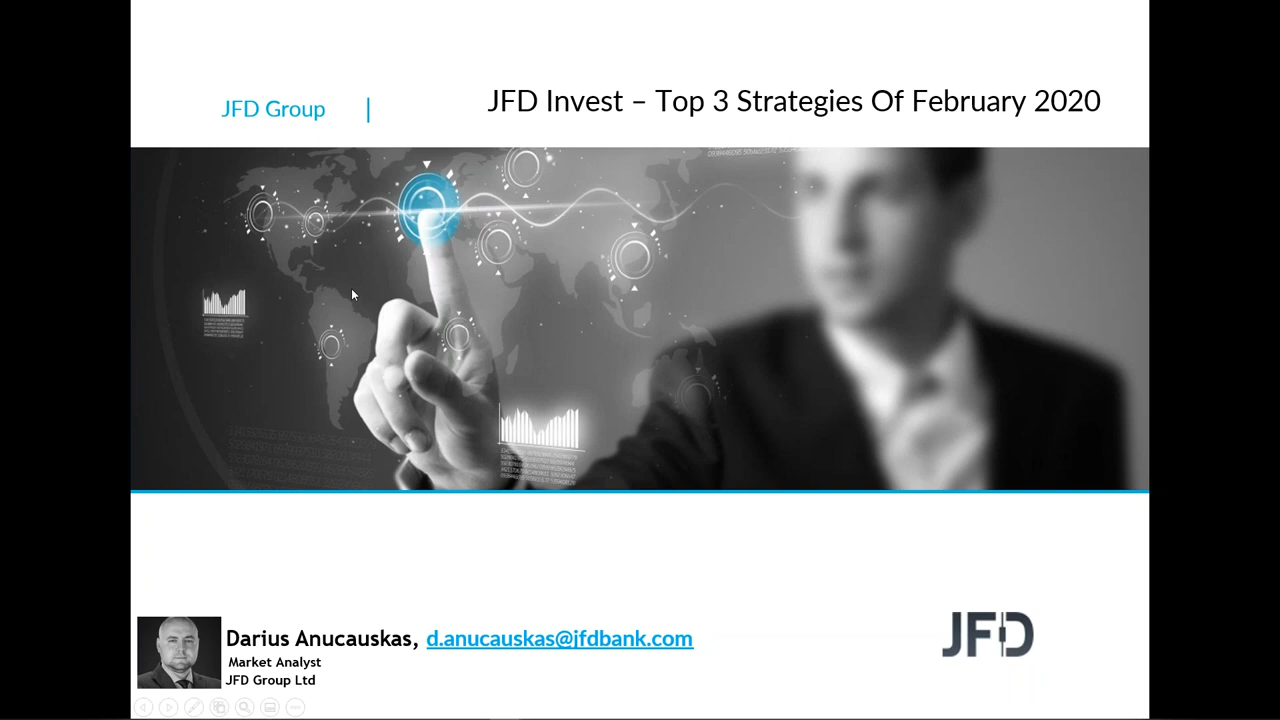 JFD Group |
JFD Invest – Top 3 Strategies Of February 2020
Darius Anucauskas, d.anucauskas@jfdbank.com
Market Analyst
JFD Group Ltd
JFD